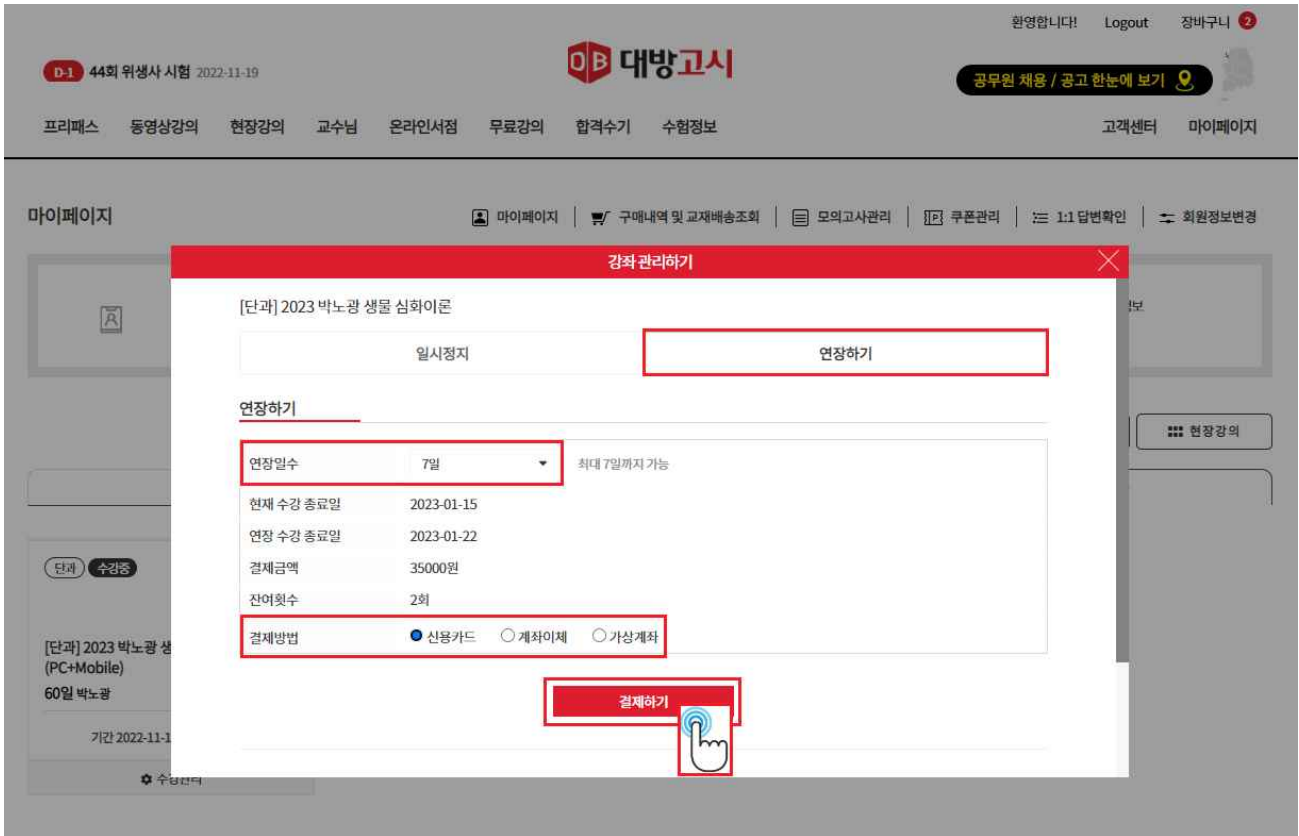 환영합니다! Logout 장바구니 2
D-1 44회 위생사 시험 2022-11-19
DB 대방고시
공무원 채용 / 공고 한눈에 보기
프리패스 동영상강의 현장강의 교수님 온라인서점 무료강의 합격수기 수험정보 고객센터 마이페이지
마이페이지
마이페이지 구매내역 및 교재배송조회 모의고사관리 쿠폰관리 1:1 답변확인 회원정보변경
강좌 관리하기
[단과] 2023 박노광 생물 심화이론
일시정지 연장하기
연장하기
현장강의
연장일수 7일 최대 7일까지 가능
현재 수강 종료일 2023-01-15
연장 수강 종료일 2023-01-22
결제금액 35000원
잔여횟수 2회
결제방법 신용카드 계좌이체 가상계좌
결제하기
단과 수강중
[단과] 2023 박노광 생
(PC+Mobile)
60일 박노광
기간 2022-11-1
수강관리